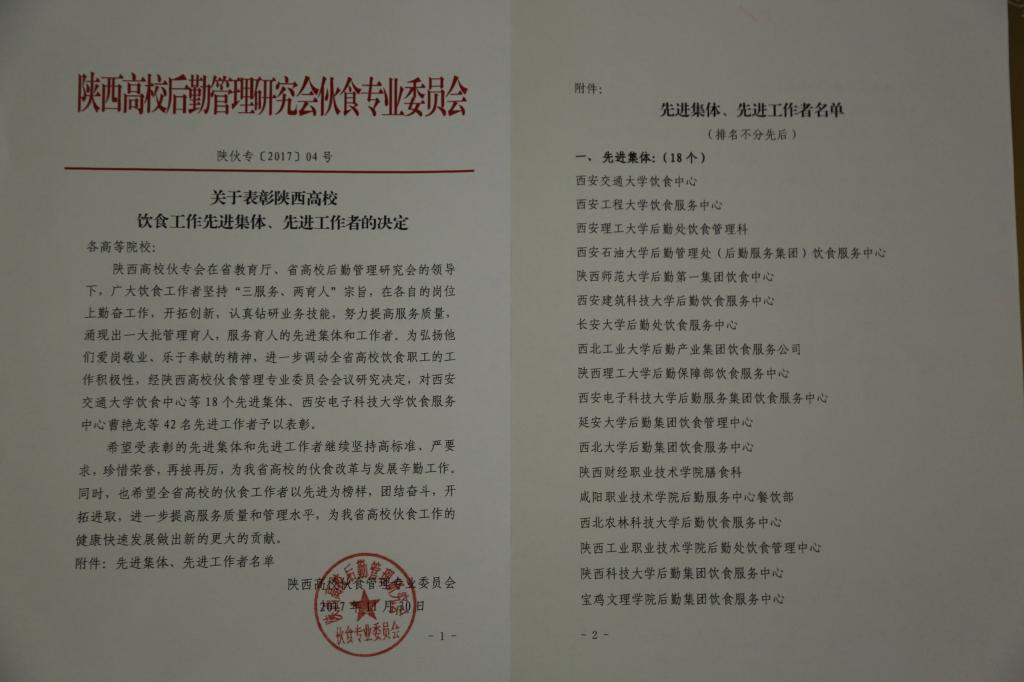 陕西高校后勤管理研究会伙食专业委员会
陕伙专〔2017〕04 号
关于表彰陕西高校
饮食工作先进集体、先进工作者的决定
各高等院校：
陕西高校伙专会在省教育厅、省高校后勤管理研究会的领导
下，广大饮食工作者坚持“三服务、两育人”宗旨，在各自的岗位
上勤奋工作，开拓创新，认真钻研业务技能，努力提高服务质量，
涌现出一大批管理育人，服务育人的先进集体和工作者。为弘扬他
们爱岗敬业、乐于奉献的精神，进一步调动全省高校饮食职工的工
作积极性，经陕西高校伙食管理专业委员会会议研究决定，对西安
交通大学饮食中心等 18 个先进集体、西安电子科技大学饮食服务
中心曹艳龙等 42 名先进工作者予以表彰。
希望受表彰的先进集体和先进工作者继续坚持高标准、严要
求，珍惜荣誉，再接再厉，为我省高校的伙食改革与发展辛勤工作。
同时，也希望全省高校的伙食工作者以先进为榜样，团结奋斗，开
拓进取，进一步提高服务质量和管理水平，为我省高校伙食工作的
健康快速发展做出新的更大的贡献。
附件：先进集体、先进工作者名单
陕西高校伙食管理专业委员会
2017 年 11 月 30 日
陕西高校后勤管理研究会
伙食专业委员会
- 1 -
附件：
先进集体、先进工作者名单
（排名不分先后）
一、先进集体：（18 个）
西安交通大学饮食中心
西安工程大学饮食服务中心
西安理工大学后勤处饮食管理科
西安石油大学后勤管理处（后勤服务集团）饮食服务中心
陕西师范大学后勤第一集团饮食中心
西安建筑科技大学后勤饮食服务中心
长安大学后勤处饮食服务中心
西北工业大学后勤产业集团饮食服务公司
陕西理工大学后勤保障部饮食服务中心
西安电子科技大学后勤服务集团饮食服务中心
延安大学后勤集团饮食管理中心
西北大学后勤集团饮食服务中心
陕西财经职业技术学院膳食科
咸阳职业技术学院后勤服务中心餐饮部
西北农林科技大学后勤饮食服务中心
陕西工业职业技术学院后勤处饮食管理中心
陕西科技大学后勤集团饮食服务中心
宝鸡文理学院后勤集团饮食服务中心
- 2 -